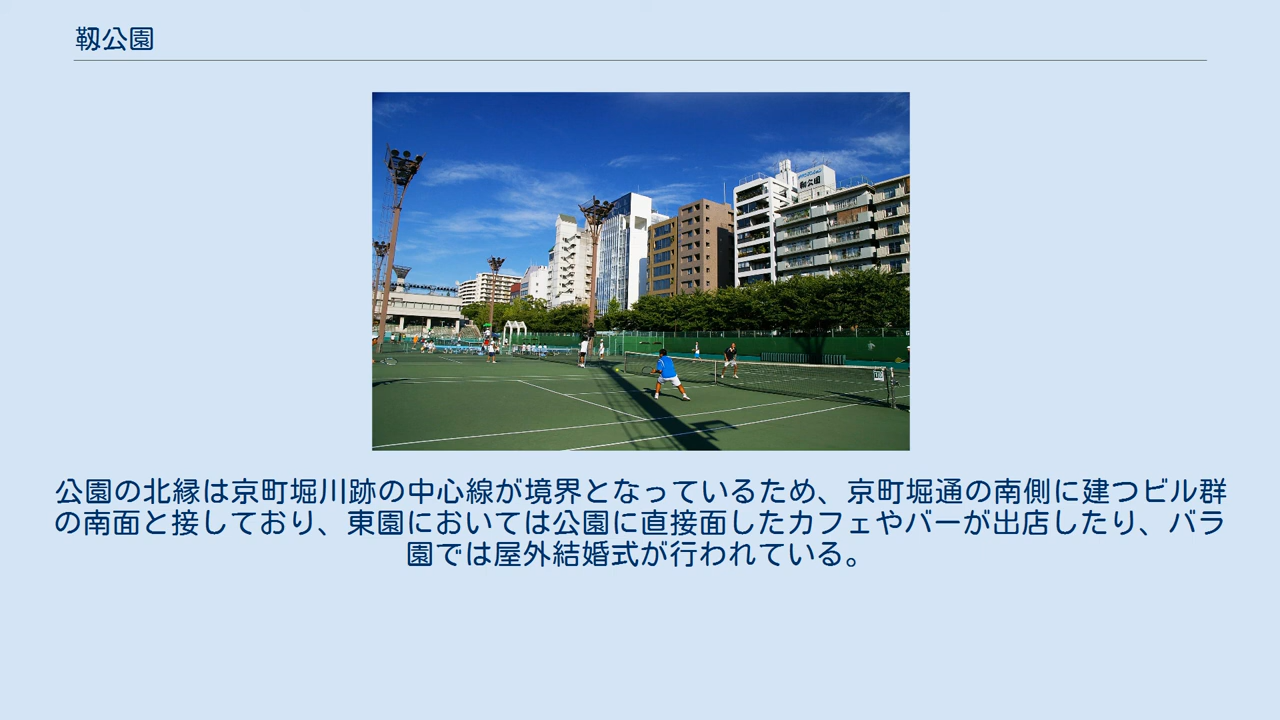 靱公園
公園の北縁は京町堀川跡の中心線が境界となっているため、京町堀通の南側に建つビル群
の南面と接しており、東園においては公園に直接面したカフェやバーが出店したり、バラ
園では屋外結婚式が行われている。